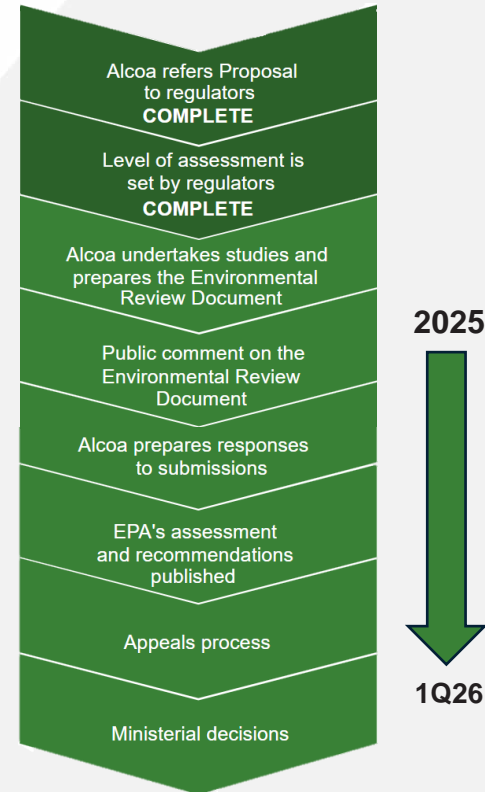 Alcoa refers Proposal
to regulators
COMPLETE
Level of assessment is
set by regulators
COMPLETE
Alcoa undertakes studies and
prepares the Environmental
Review Document
Public comment on the
Environmental Review
Document
Alcoa prepares responses
to submissions
EPA's assessment
and recommendations
published
Appeals process
Ministerial decisions
2025
1Q26